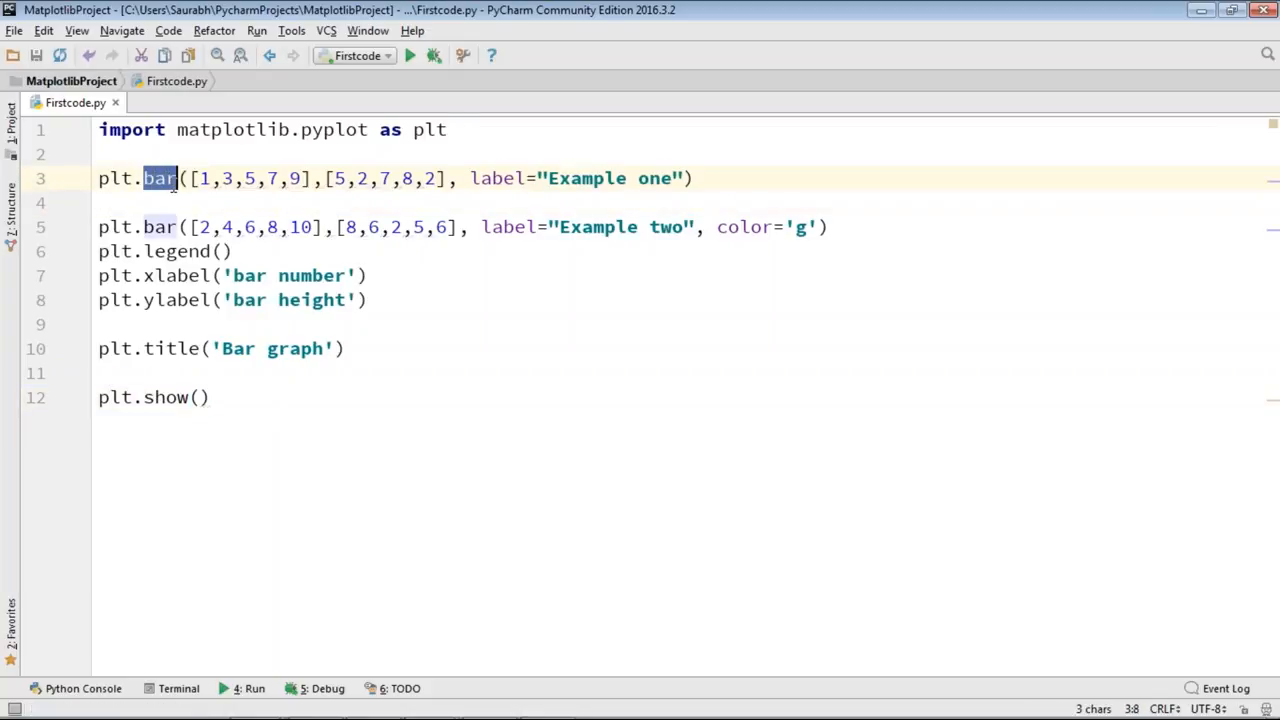 PC MatplotlibProject - [C:\Users\Saurabh\PycharmProjects\MatplotlibProject] - ...\Firstcode.py - PyCharm Community Edition 2016.3.2
File Edit View Navigate Code Refactor Run Tools VCS Window Help
Firstcode
MatplotlibProject Firstcode.py
Firstcode.py
1: Project
Z: Structure
2: Favorites
1 import matplotlib.pyplot as plt
2
3 plt.bar([1,3,5,7,9],[5,2,7,8,2], label="Example one")
4
5 plt.bar([2,4,6,8,10],[8,6,2,5,6], label="Example two", color='g')
6 plt.legend()
7 plt.xlabel('bar number')
8 plt.ylabel('bar height')
9
10 plt.title('Bar graph')
11
12 plt.show()
Python Console Terminal 4: Run 5: Debug 6: TODO Event Log
3 chars 3:8 CRLF UTF-8